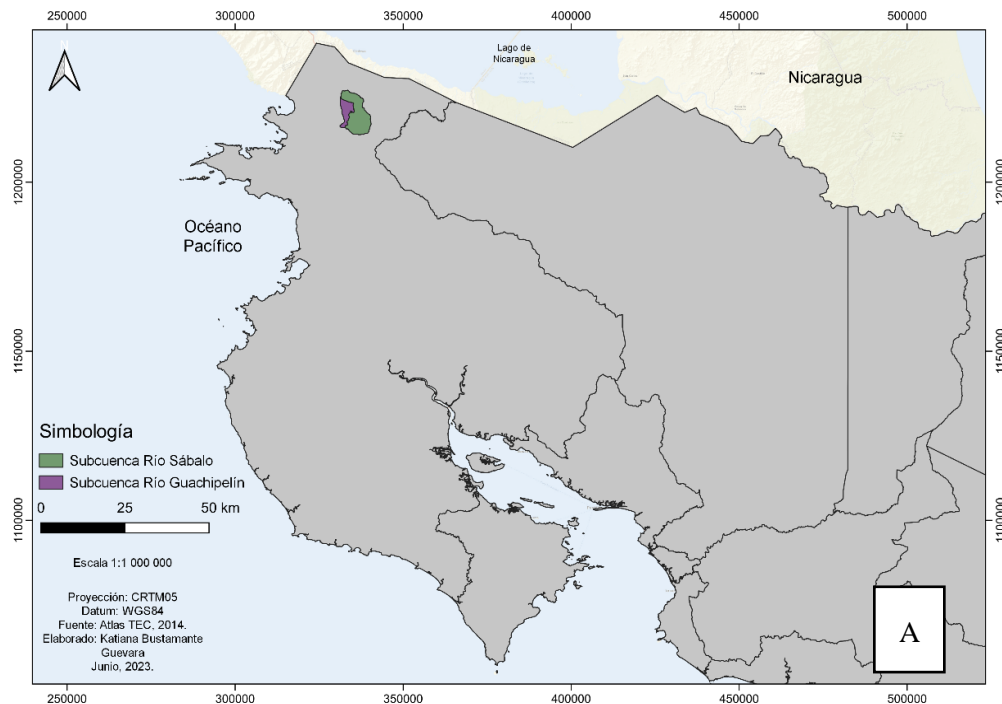 250000 300000 350000 400000 450000 500000
Lago de
Nicaragua
Nicaragua
1200000
1200000
Océano
Pacífico
1150000
1150000
Simbología
Subcuenca Río Sábalo
Subcuenca Río Guachipelín
0 25 50 km
1100000
1100000
Escala 1:1 000 000
Proyección: CRTM05
Datum: WGS84
Fuente: Atlas TEC, 2014.
Elaborado: Katiana Bustamante
Guevara
Junio, 2023.
A
250000 300000 350000 400000 450000 500000